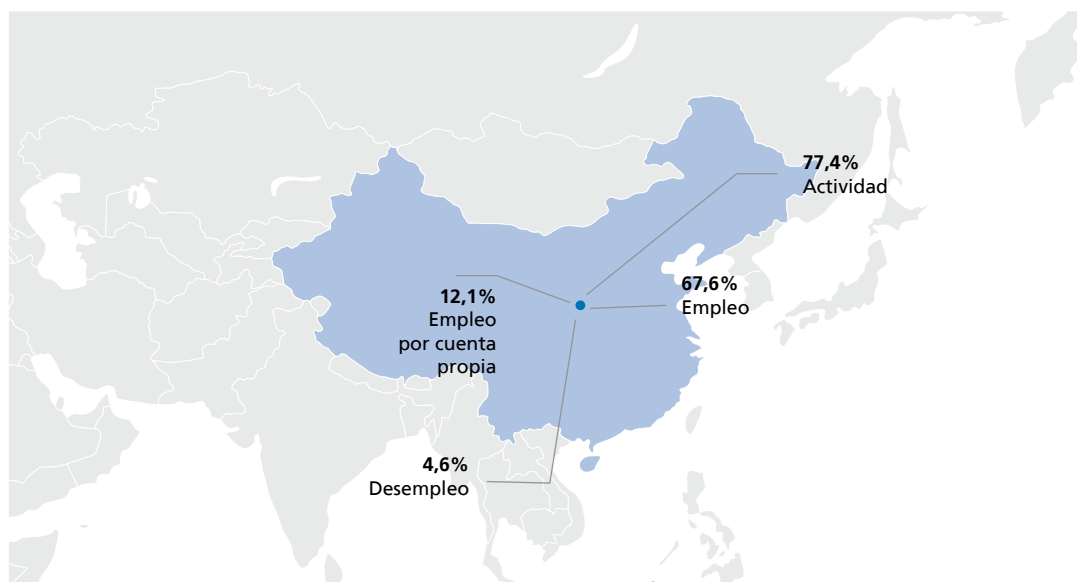 77,4%
Actividad
67,6%
Empleo
12,1%
Empleo
por cuenta
propia
4,6%
Desempleo